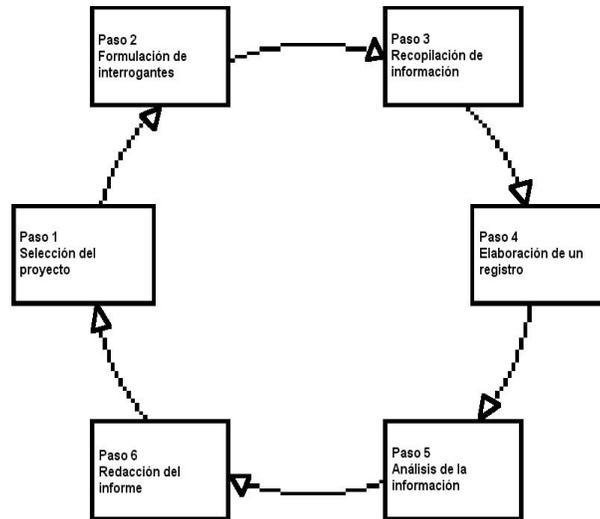 Paso 1
Selección del
proyecto
Paso 2
Formulación de
interrogantes
Paso 3
Recopilación de
información
Paso 4
Elaboración de un
registro
Paso 5
Análisis de la
información
Paso 6
Redacción del
informe